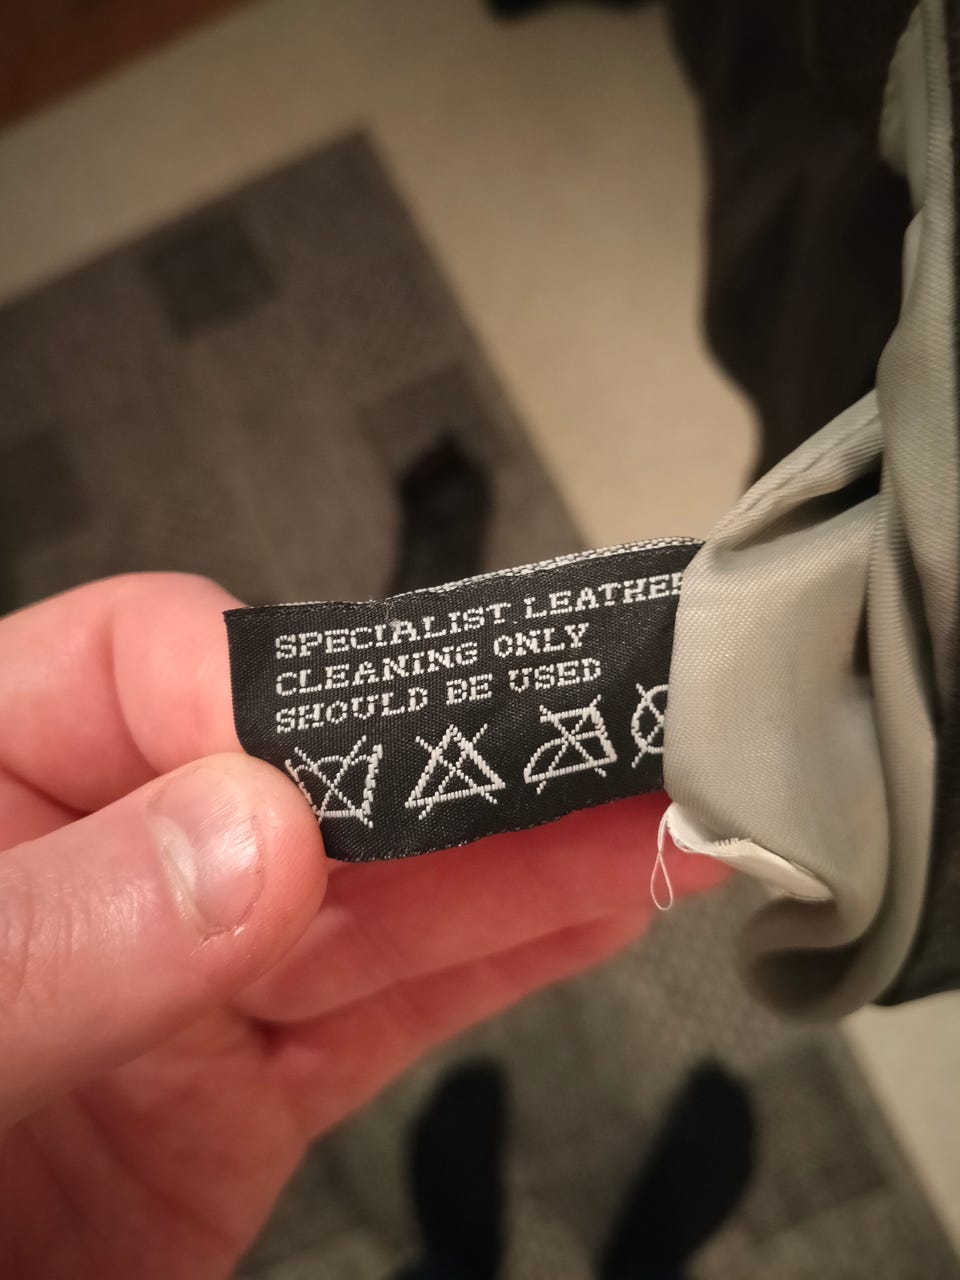 SPECIALIST LEATHER
CLEANING ONLY
SHOULD BE USED